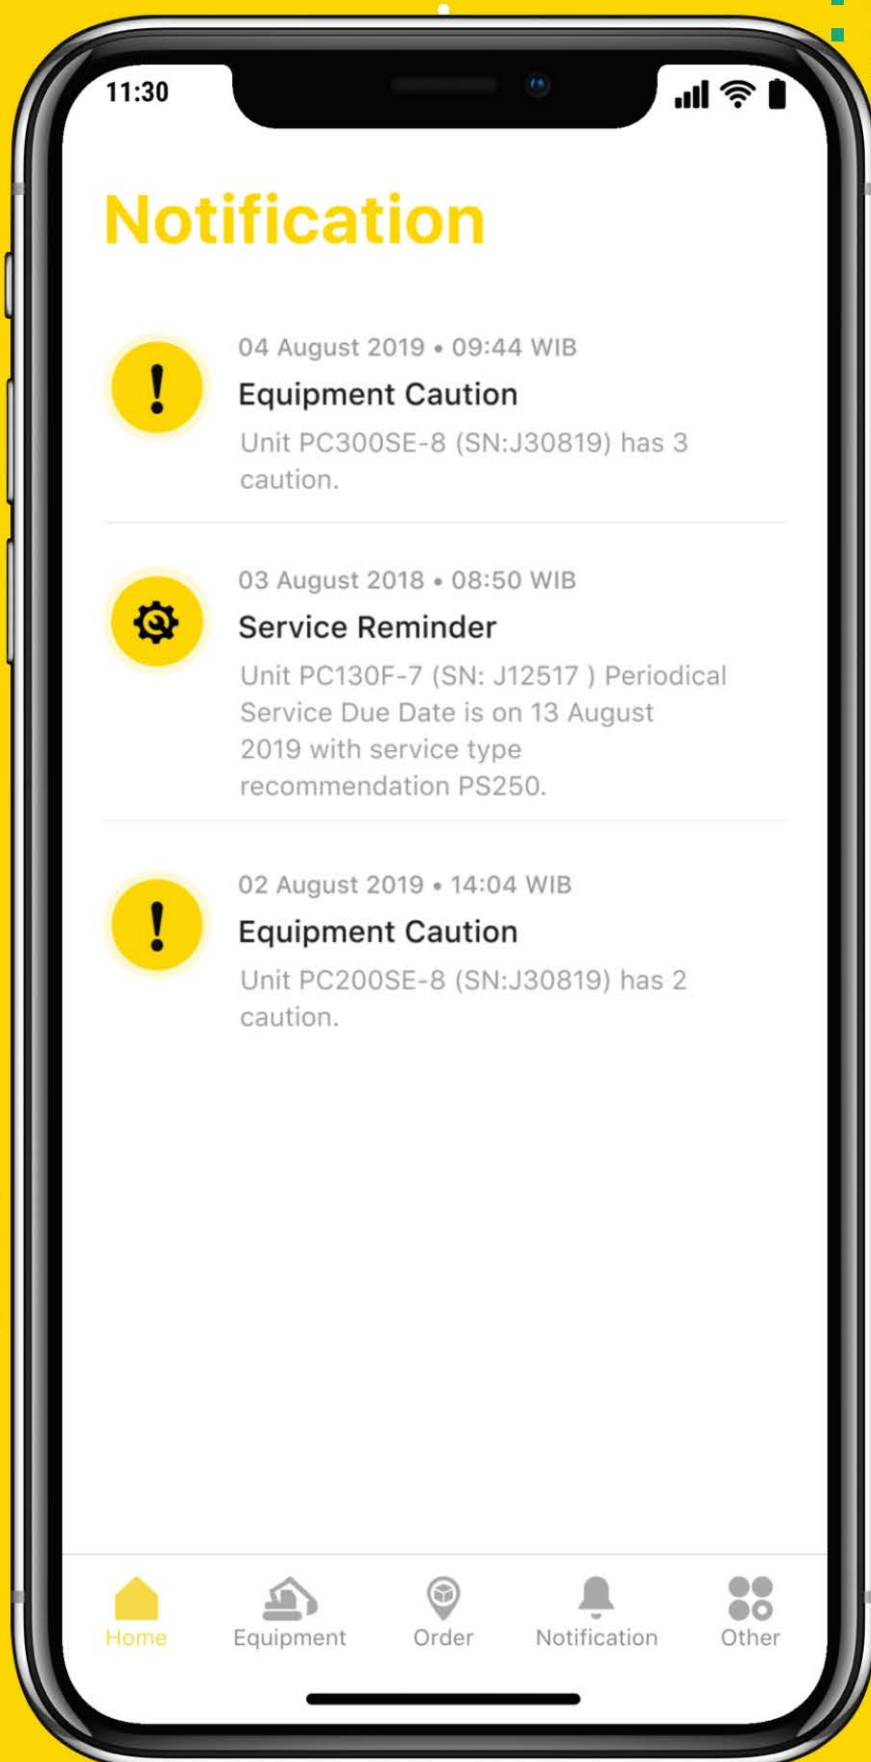 11:30
Notification
04 August 2019 • 09:44 WIB
Equipment Caution
Unit PC300SE-8 (SN:J30819) has 3
caution.
03 August 2018 • 08:50 WIB
Service Reminder
Unit PC130F-7 (SN: J12517 ) Periodical
Service Due Date is on 13 August
2019 with service type
recommendation PS250.
02 August 2019 • 14:04 WIB
Equipment Caution
Unit PC200SE-8 (SN:J30819) has 2
caution.
Home
Equipment
Order
Notification
Other